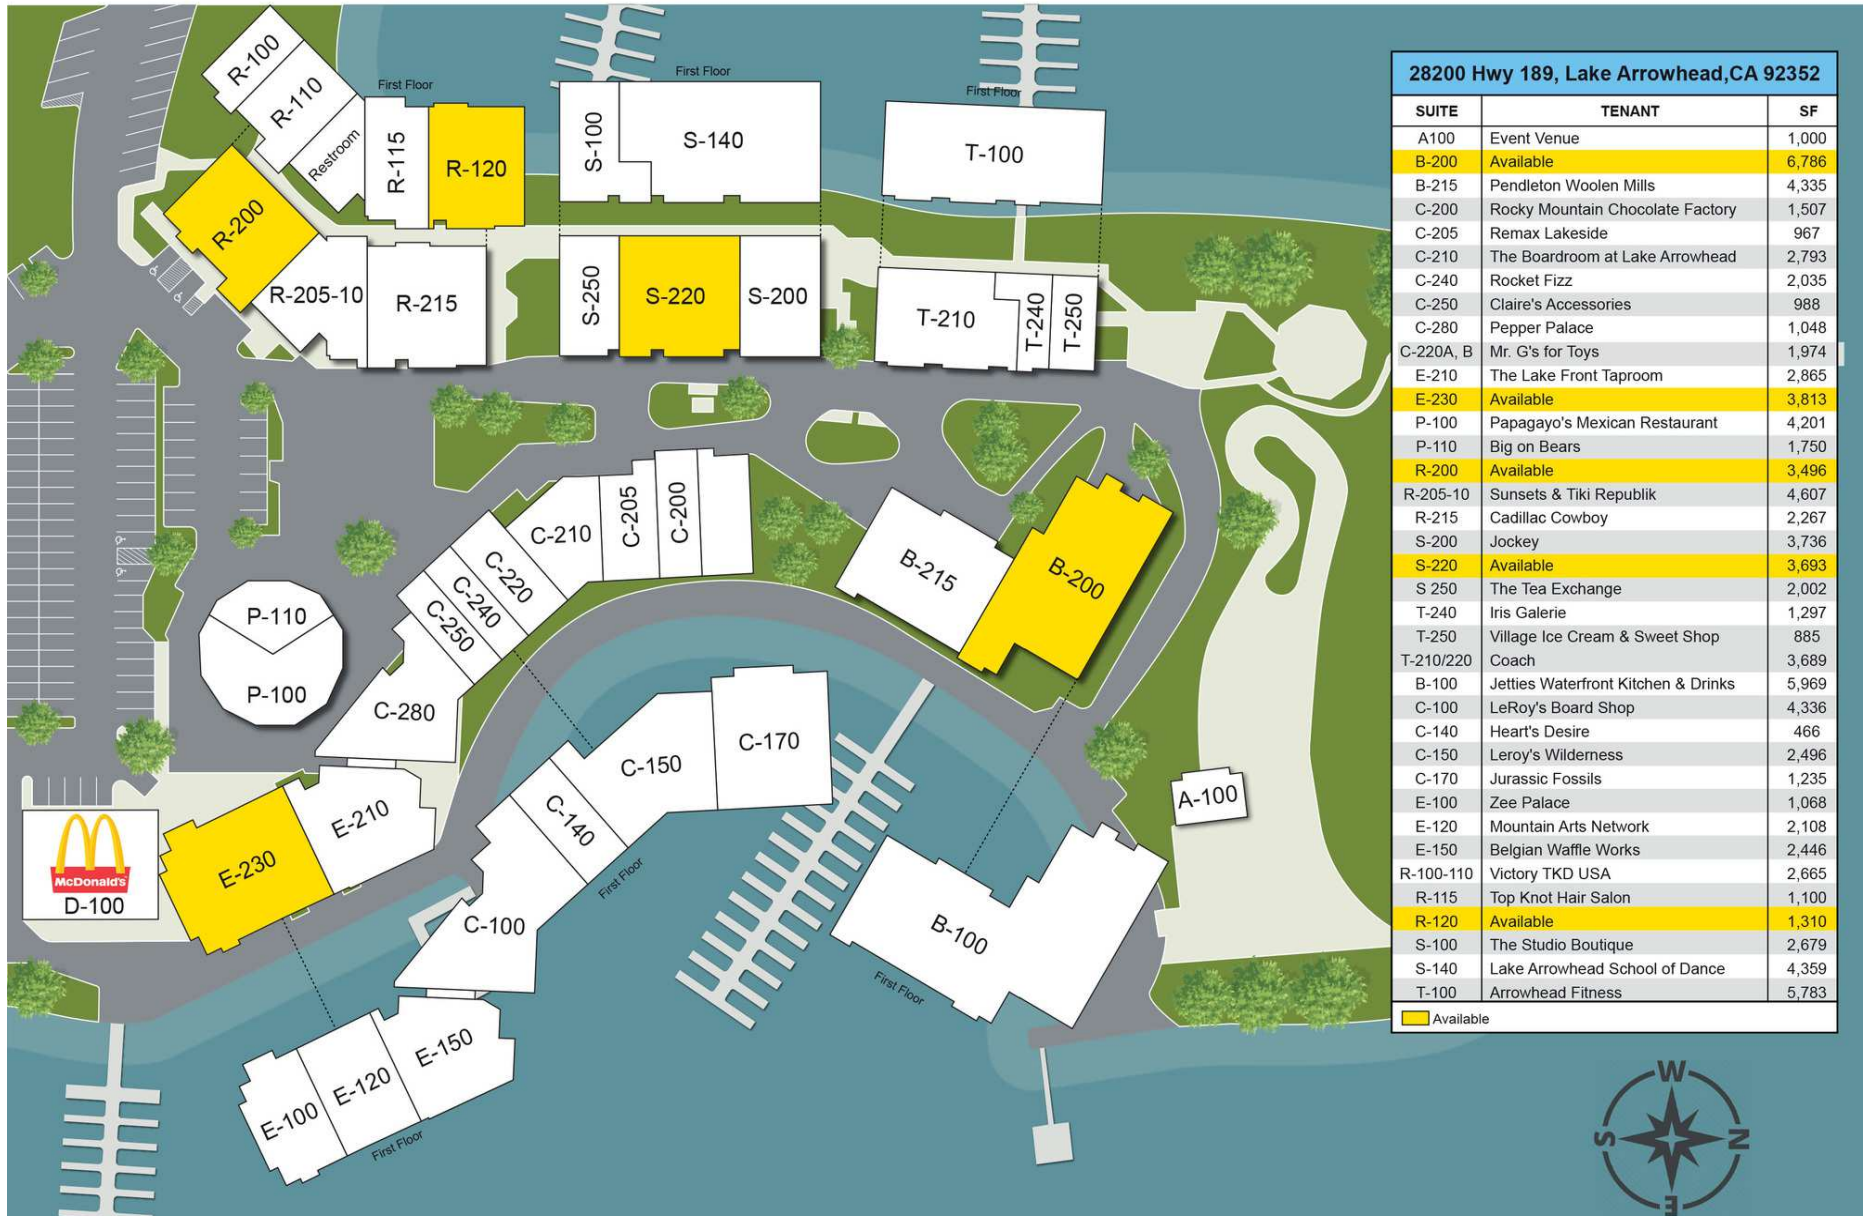 R-100
R-110
Restroom
First Floor
R-115
R-120
First Floor
S-100
S-140
First Floor
T-100
R-200
R-205-10
R-215
S-250
S-220
S-200
T-210
T-240
T-250
C-210
C-205
C-200
C-220
C-240
C-250
C-280
B-215
B-200
P-110
P-100
C-170
C-150
C-140
C-100
First Floor
A-100
E-210
E-230
McDonald's
D-100
B-100
First Floor
E-150
E-120
E-100
First Floor
28200 Hwy 189, Lake Arrowhead,CA 92352
SUITE TENANT SF
A100 Event Venue 1,000
B-200 Available 6,786
B-215 Pendleton Woolen Mills 4,335
C-200 Rocky Mountain Chocolate Factory 1,507
C-205 Remax Lakeside 967
C-210 The Boardroom at Lake Arrowhead 2,793
C-240 Rocket Fizz 2,035
C-250 Claire's Accessories 988
C-280 Pepper Palace 1,048
C-220A, B Mr. G's for Toys 1,974
E-210 The Lake Front Taproom 2,865
E-230 Available 3,813
P-100 Papagayo's Mexican Restaurant 4,201
P-110 Big on Bears 1,750
R-200 Available 3,496
R-205-10 Sunsets & Tiki Republik 4,607
R-215 Cadillac Cowboy 2,267
S-200 Jockey 3,736
S-220 Available 3,693
S 250 The Tea Exchange 2,002
T-240 Iris Galerie 1,297
T-250 Village Ice Cream & Sweet Shop 885
T-210/220 Coach 3,689
B-100 Jetties Waterfront Kitchen & Drinks 5,969
C-100 LeRoy's Board Shop 4,336
C-140 Heart's Desire 466
C-150 Leroy's Wilderness 2,496
C-170 Jurassic Fossils 1,235
E-100 Zee Palace 1,068
E-120 Mountain Arts Network 2,108
E-150 Belgian Waffle Works 2,446
R-100-110 Victory TKD USA 2,665
R-115 Top Knot Hair Salon 1,100
R-120 Available 1,310
S-100 The Studio Boutique 2,679
S-140 Lake Arrowhead School of Dance 4,359
T-100 Arrowhead Fitness 5,783
Available
W
S N
E